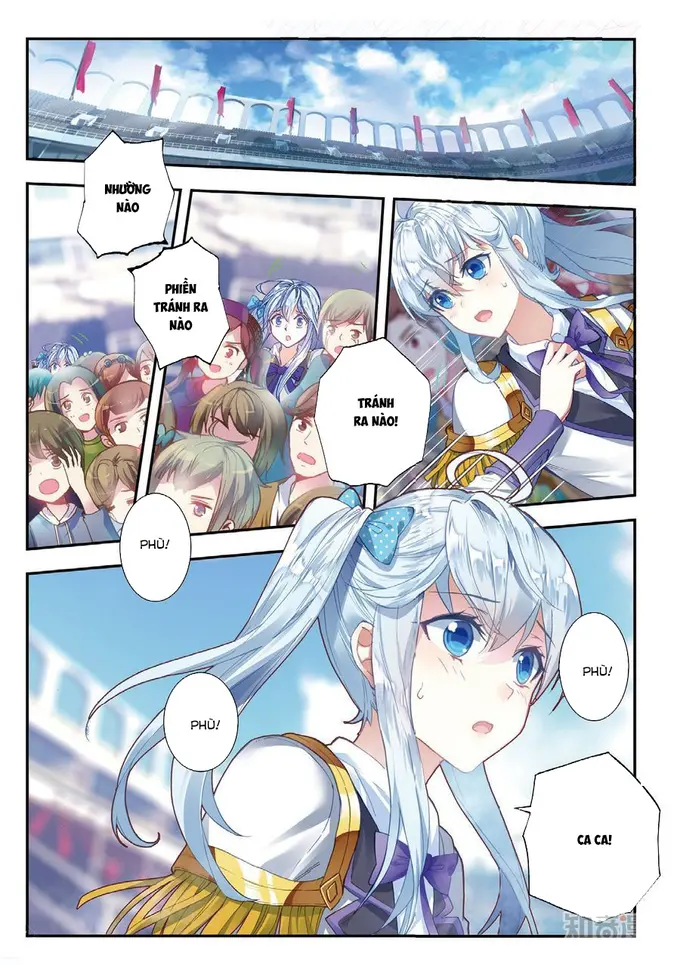 NHƯỜNG
NÀO
PHIỀN
TRÁNH RA
NÀO
TRÁNH
RA NÀO!
PHÙ!
PHÙ!
PHÙ!
CA CA!